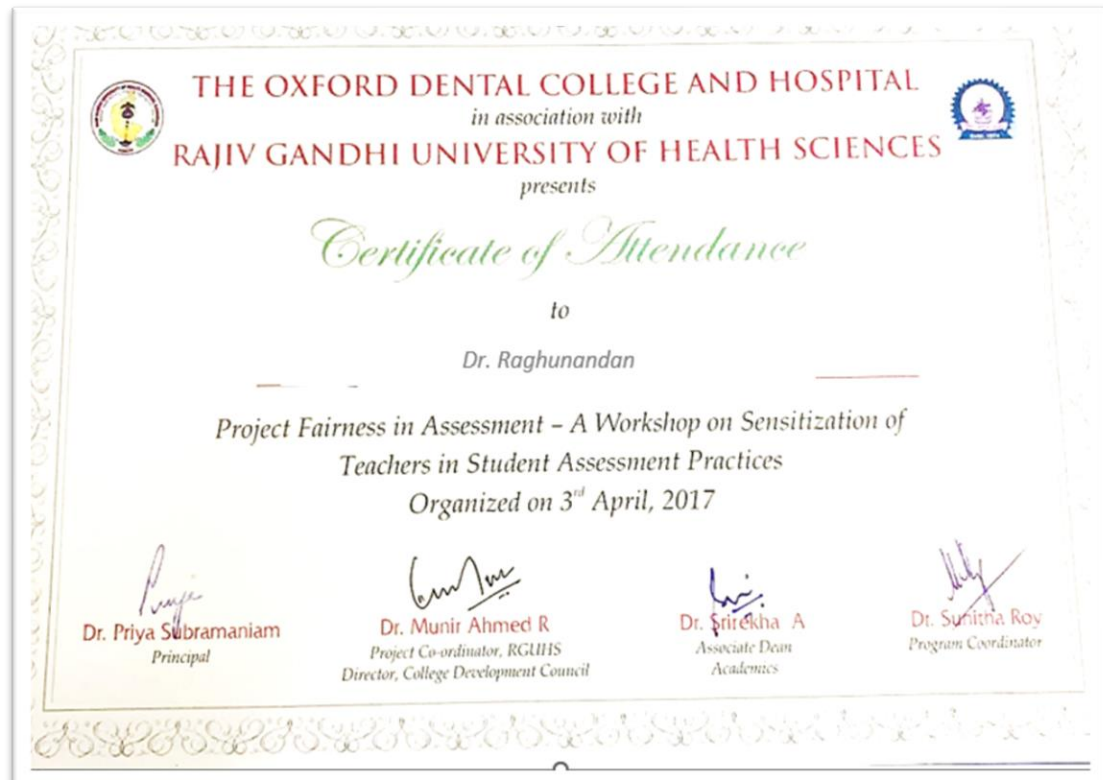 THE OXFORD DENTAL COLLEGE AND HOSPITAL
in association with
RAJIV GANDHI UNIVERSITY OF HEALTH SCIENCES
presents
Certificate of Attendance
to
Dr. Raghunandan
Project Fairness in Assessment – A Workshop on Sensitization of
Teachers in Student Assessment Practices
Organized on 3rd April, 2017
Dr. Priya Subramaniam
Principal
Dr. Munir Ahmed R
Project Co-ordinator, RGUHS
Director, College Development Council
Dr. Srirekha A
Associate Dean
Academics
Dr. Sunitha Roy
Program Coordinator